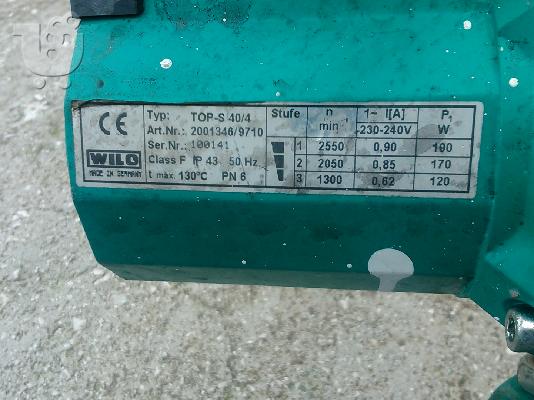 Typ: TOP-S 40/4
Art.Nr.: 2001346/9710
Ser.Nr.: 100141
Class F IP 43 50 Hz
t max. 130°C PN 6
CE
WILO
MADE IN GERMANY
Stufe n min⁻¹ 1~ I[A] 230-240V P₁ W
1 2550 0,90 190
2 2050 0,85 170
3 1300 0,62 120